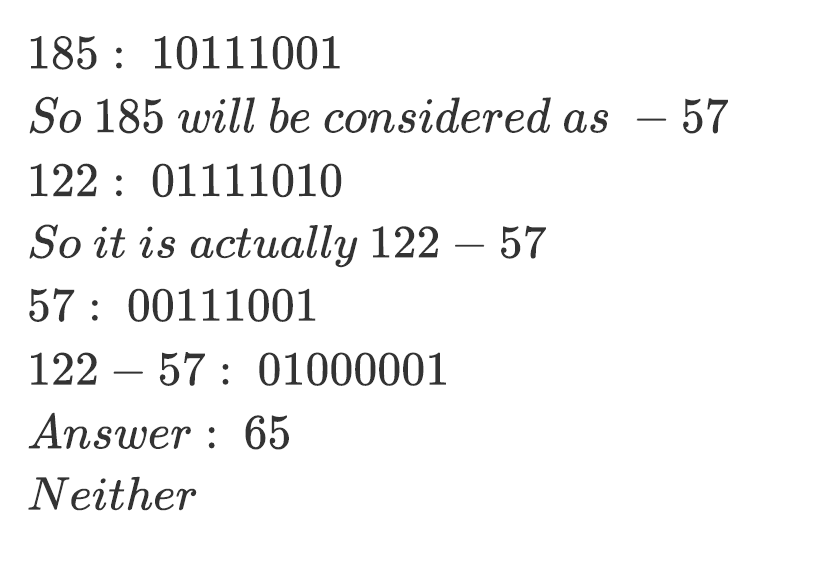 185 : 10111001
So 185 will be considered as − 57
122 : 01111010
So it is actually 122 − 57
57 : 00111001
122 − 57 : 01000001
Answer : 65
Neither